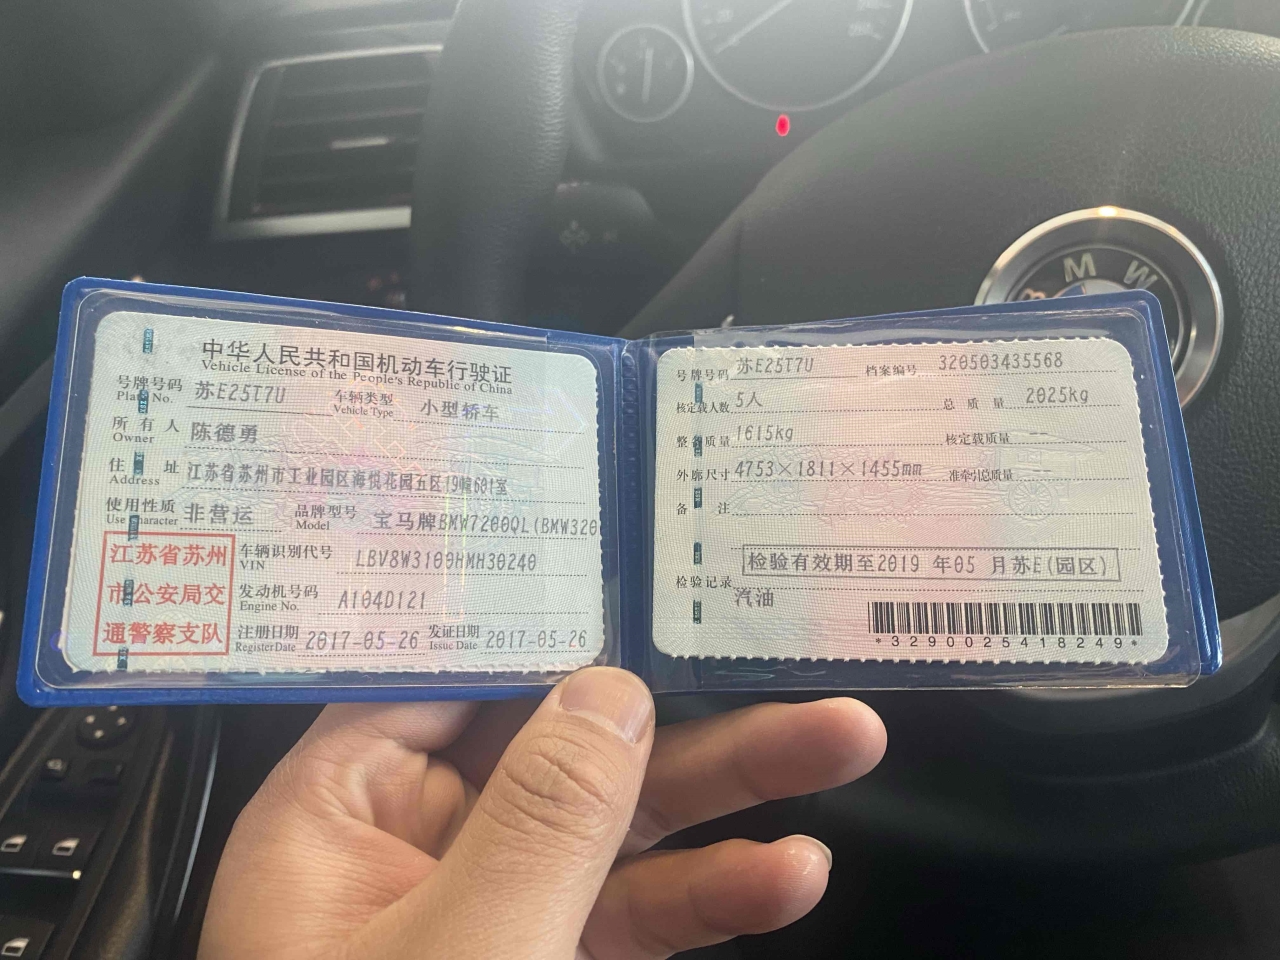 中华人民共和国机动车行驶证
Vehicle License of the People's Republic of China
号牌号码 苏E25T7U 车辆类型 小型轿车
Plate No. Vehicle Type
所有人 陈德勇
Owner
住址 江苏省苏州市工业园区海悦花园五区19幢601室
Address
使用性质 非营运 品牌型号 宝马牌BMW7200QL(BMW320
Use Character Model
江苏省苏州
市公安局交
通警察支队
车辆识别代号 LBV8W3100HMH30240
VIN
发动机号码 A104D121
Engine No.
注册日期 2017-05-26 发证日期 2017-05-26
Register Date Issue Date
号牌号码 苏E25T7U 档案编号 320503435568
核定载人数 5人 总质量 2025kg
整备质量 1615kg 核定载质量 --
外廓尺寸 4753×1811×1455mm 准牵引总质量 --
备注
检验有效期至2019 年05 月苏E(园区)
检验记录
汽油
*3290025418249*
BMW